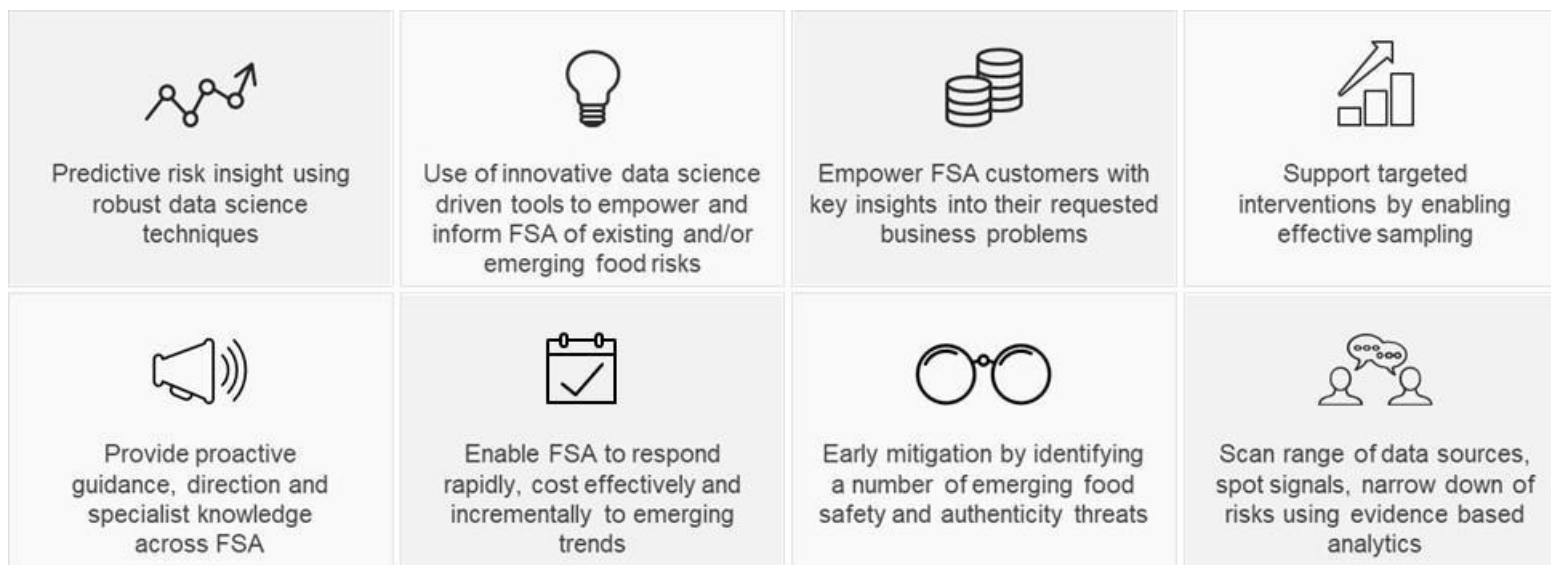 Predictive risk insight using
robust data science
techniques
Use of innovative data science
driven tools to empower and
inform FSA of existing and/or
emerging food risks
Empower FSA customers with
key insights into their requested
business problems
Support targeted
interventions by enabling
effective sampling
Provide proactive
guidance, direction and
specialist knowledge
across FSA
Enable FSA to respond
rapidly, cost effectively and
incrementally to emerging
trends
Early mitigation by identifying
a number of emerging food
safety and authenticity threats
Scan range of data sources,
spot signals, narrow down of
risks using evidence based
analytics